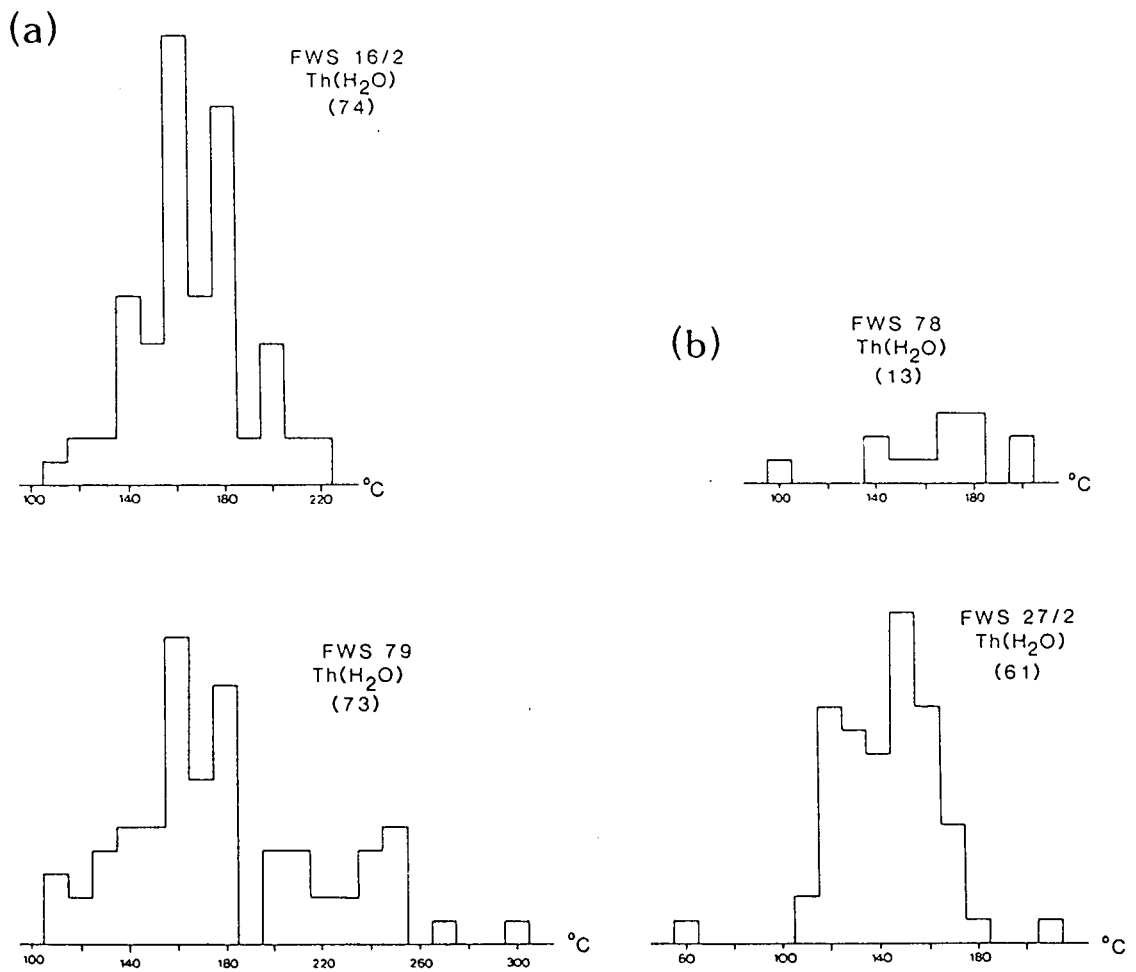 (a)
FWS 16/2
Th(H₂O)
(74)
100 140 180 220 °C
(b)
FWS 78
Th(H₂O)
(13)
100 140 180 °C
FWS 79
Th(H₂O)
(73)
100 140 180 220 260 300 °C
FWS 27/2
Th(H₂O)
(61)
60 100 140 180 °C